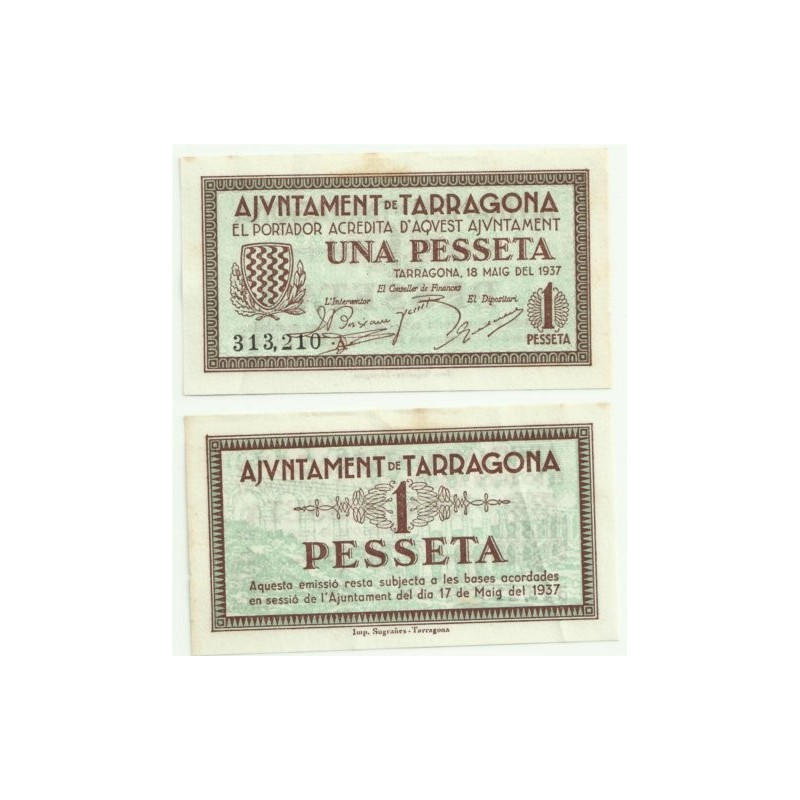 AJVNTAMENT DE TARRAGONA
EL PORTADOR ACREDITA D'AQVEST AJVNTAMENT
UNA PESSETA
TARRAGONA, 18 MAIG DEL 1937
El Conseller de Finances
L'Interventor
El Dipositari
313,210 A
1
PESSETA
AJVNTAMENT DE TARRAGONA
1
PESSETA
Aquesta emissió resta subjecta a les bases acordades
en sessió de l'Ajuntament del dia 17 de Maig del 1937
Imp. Sugrañes - Tarragona